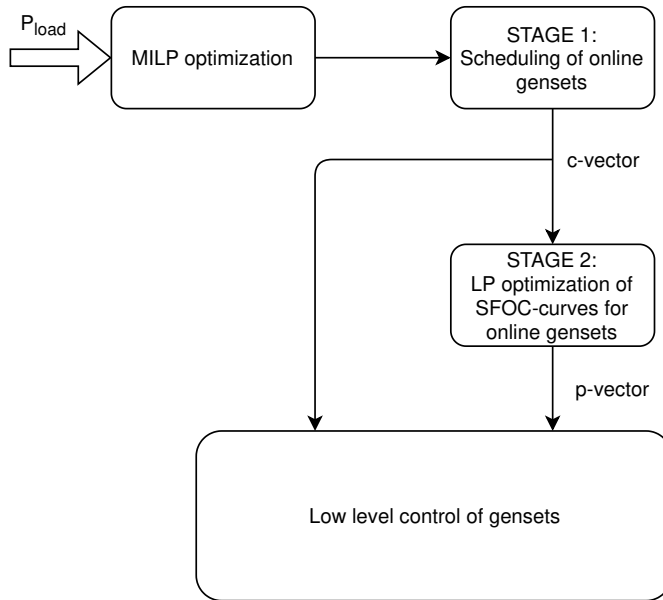 P_load
MILP optimization
STAGE 1:
Scheduling of online
gensets
c-vector
STAGE 2:
LP optimization of
SFOC-curves for
online gensets
p-vector
Low level control of gensets